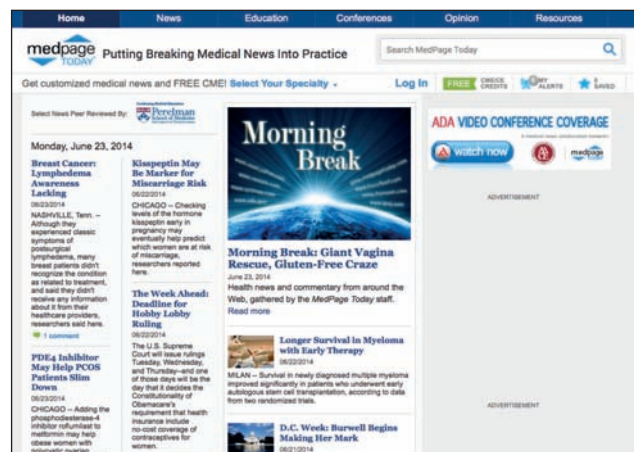 Home News Education Conferences Opinion Resources
medpage
TODAY
Putting Breaking Medical News Into Practice
Search MedPage Today
Get customized medical news and FREE CME! Select Your Specialty
Log In
FREE CME/CE CREDITS
0 MY ALERTS
0 SAVED
Select News Peer Reviewed By:
Perelman
School of Medicine
Monday, June 23, 2014
Breast Cancer:
Lymphedema
Awareness
Lacking
06/23/2014
NASHVILLE, Tenn. --
Although they
experienced classic
symptoms of
postsurgical
lymphedema, many
breast patients didn't
recognize the condition
as related to treatment,
and said they didn't
receive any information
about it from their
healthcare providers,
researchers said here.
1 comment
PDE4 Inhibitor
May Help PCOS
Patients Slim
Down
06/23/2014
CHICAGO -- Adding the
phosphodiesterase-4
inhibitor roflumilast to
metformin may help
obese women with
polycystic ovarian
Kisspeptin May
Be Marker for
Miscarriage Risk
06/22/2014
CHICAGO -- Checking
levels of the hormone
kisspeptin early in
pregnancy may
eventually help predict
which women are at risk
of miscarriage,
researchers reported
here.
The Week Ahead:
Deadline for
Hobby Lobby
Ruling
06/22/2014
The U.S. Supreme
Court will issue rulings
Tuesday, Wednesday,
and Thursday--and one
of those days will be the
day that it decides the
Constitutionality of
Obamacare's
requirement that health
insurance include
no-cost coverage of
contraceptives for
women.
Morning
Break
Morning Break: Giant Vagina
Rescue, Gluten-Free Craze
June 23, 2014
Health news and commentary from around the
Web, gathered by the MedPage Today staff.
Read more
Longer Survival in Myeloma
with Early Therapy
06/22/2014
MILAN -- Survival in newly diagnosed multiple myeloma
improved significantly in patients who underwent early
autologous stem cell transplantation, according to data
from two randomized trials.
D.C. Week: Burwell Begins
Making Her Mark
06/21/2014
ADA VIDEO CONFERENCE COVERAGE
watch now
medpage
ADVERTISEMENT
ADVERTISEMENT